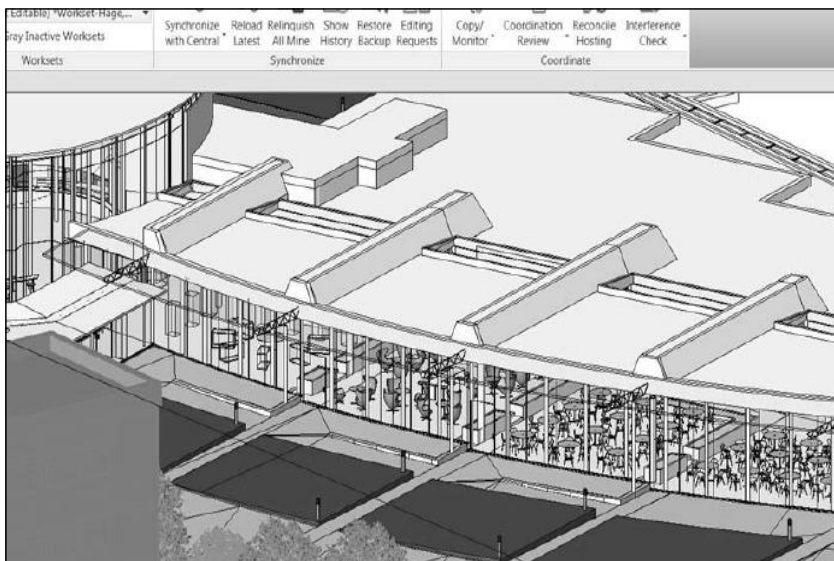 Editable) *Workset-Hage,...
Gray Inactive Worksets
Worksets
Synchronize with Central
Reload Latest
Relinquish All Mine
Show History
Restore Backup
Editing Requests
Synchronize
Copy/ Monitor
Coordination Review
Reconcile Hosting
Interference Check
Coordinate